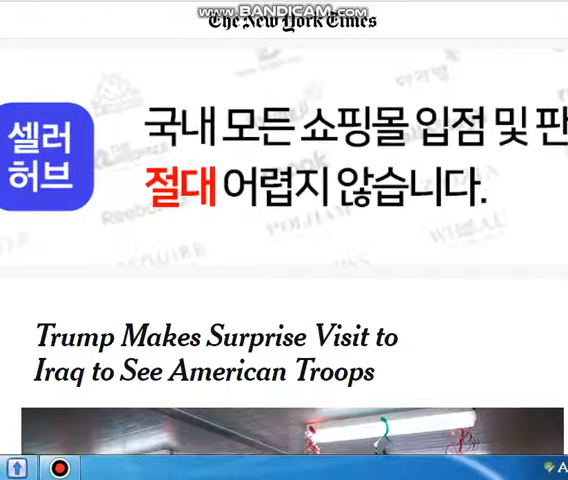 www.BANDICAM.com
The New York Times
셀러
허브
국내 모든 쇼핑몰 입점 및 판
절대 어렵지 않습니다.
Reebok
Trump Makes Surprise Visit to
Iraq to See American Troops
A